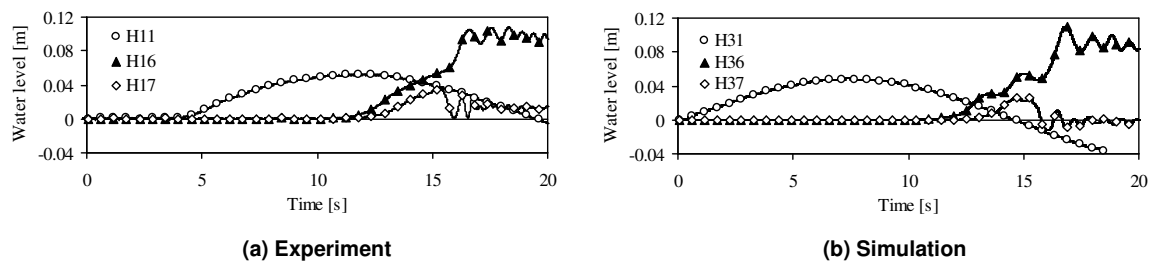 Water level [m]
0.12
0.08
0.04
0
-0.04
H11
H16
H17
0 5 10 15 20
Time [s]
(a) Experiment
Water level [m]
0.12
0.08
0.04
0
-0.04
H31
H36
H37
0 5 10 15 20
Time [s]
(b) Simulation